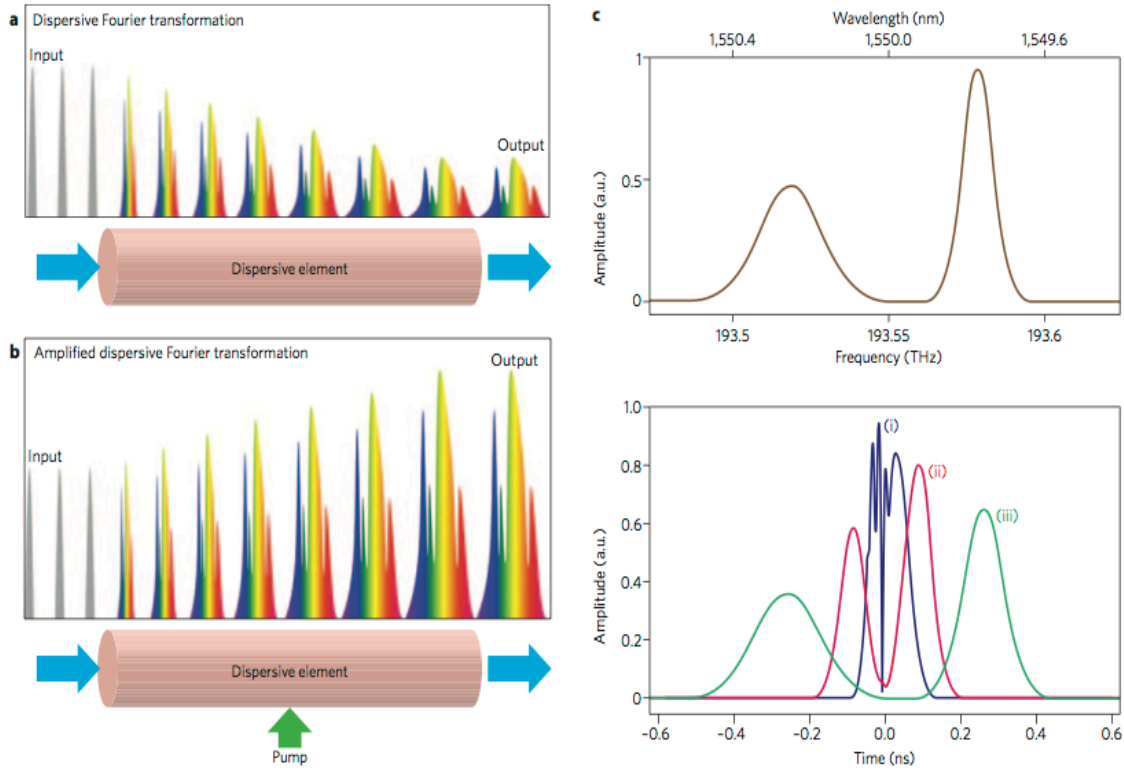 a Dispersive Fourier transformation
Input
Output
Dispersive element
b Amplified dispersive Fourier transformation
Output
Input
Dispersive element
Pump
c
Wavelength (nm)
1,550.4 1,550.0 1,549.6
1
0.5
0
Amplitude (a.u.)
193.5 193.55 193.6
Frequency (THz)
1.0
0.8
0.6
0.4
0.2
0
Amplitude (a.u.)
(i)
(ii)
(iii)
-0.6 -0.4 -0.2 0.0 0.2 0.4 0.6
Time (ns)